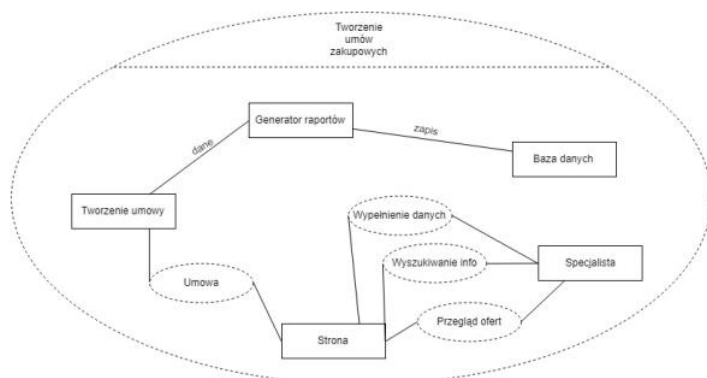 Tworzenie
umów
zakupowych
Generator raportów
dane
zapis
Baza danych
Tworzenie umowy
Wypełnienie danych
Wyszukiwanie info
Specjalista
Umowa
Przegląd ofert
Strona